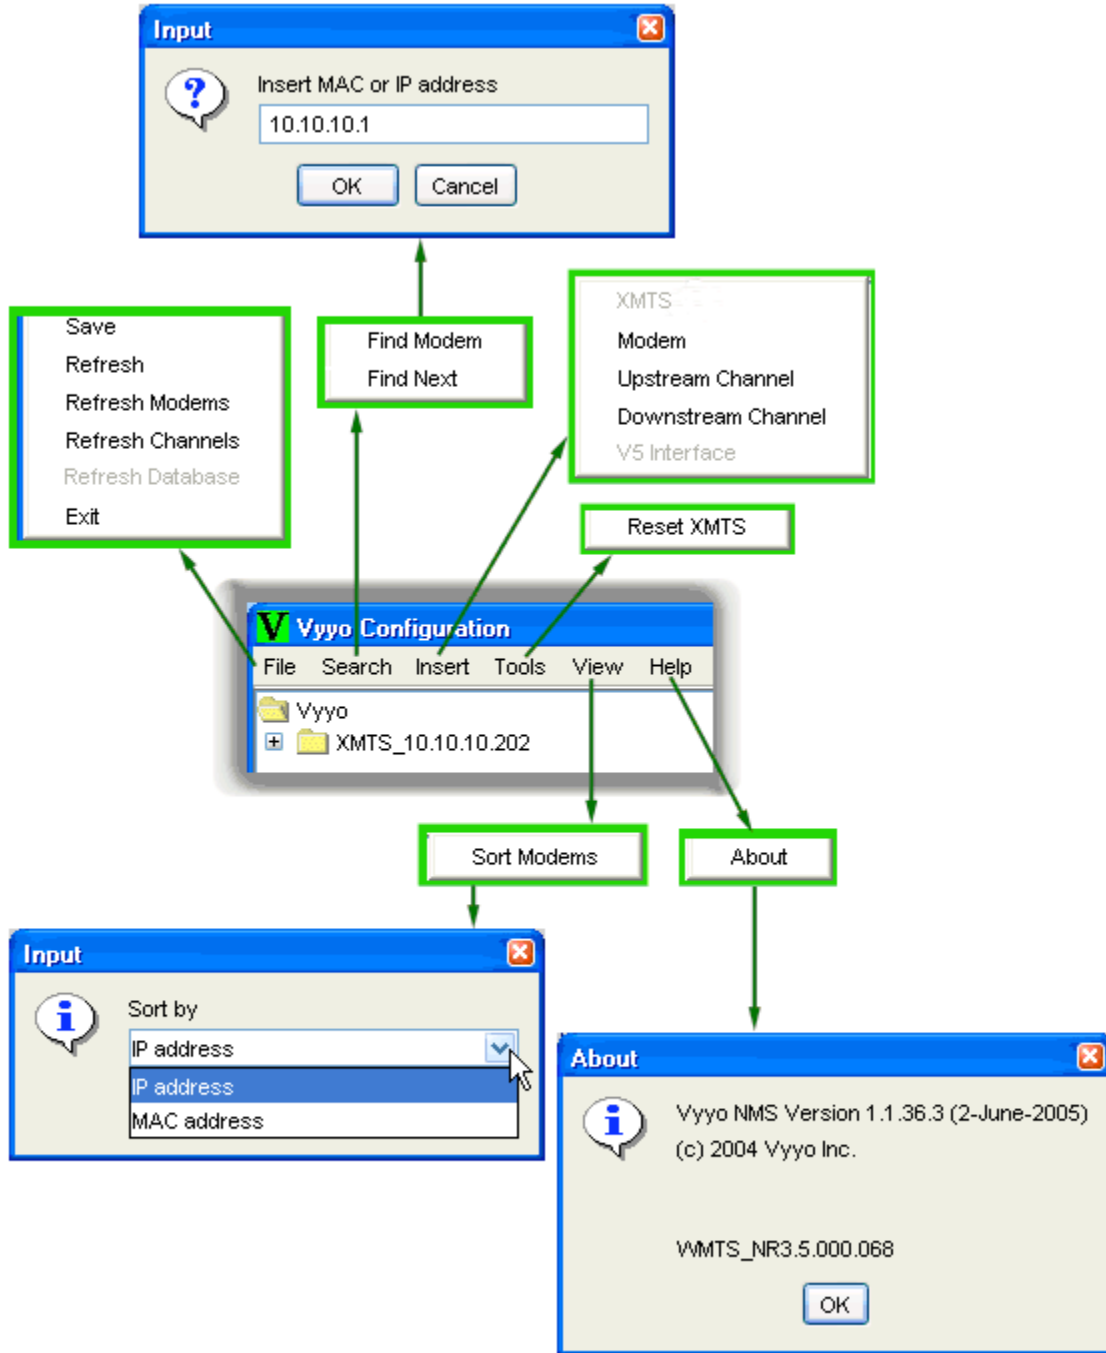 Input
Insert MAC or IP address
10.10.10.1
OK Cancel
Save
Refresh
Refresh Modems
Refresh Channels
Refresh Database
Exit
Find Modem
Find Next
XMTS
Modem
Upstream Channel
Downstream Channel
V5 Interface
Reset XMTS
V Vyyo Configuration
File Search Insert Tools View Help
Vyyo
XMTS_10.10.10.202
Sort Modems
About
Input
Sort by
IP address
IP address
MAC address
About
Vyyo NMS Version 1.1.36.3 (2-June-2005)
(c) 2004 Vyyo Inc.
WMTS_NR3.5.000.068
OK